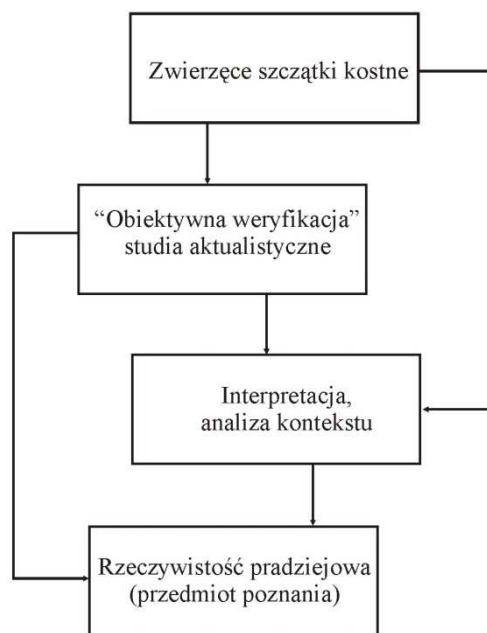 Zwierzęce szczątki kostne
“Obiektywna weryfikacja”
studia aktualistyczne
Interpretacja,
analiza kontekstu
Rzeczywistość pradziejowa
(przedmiot poznania)